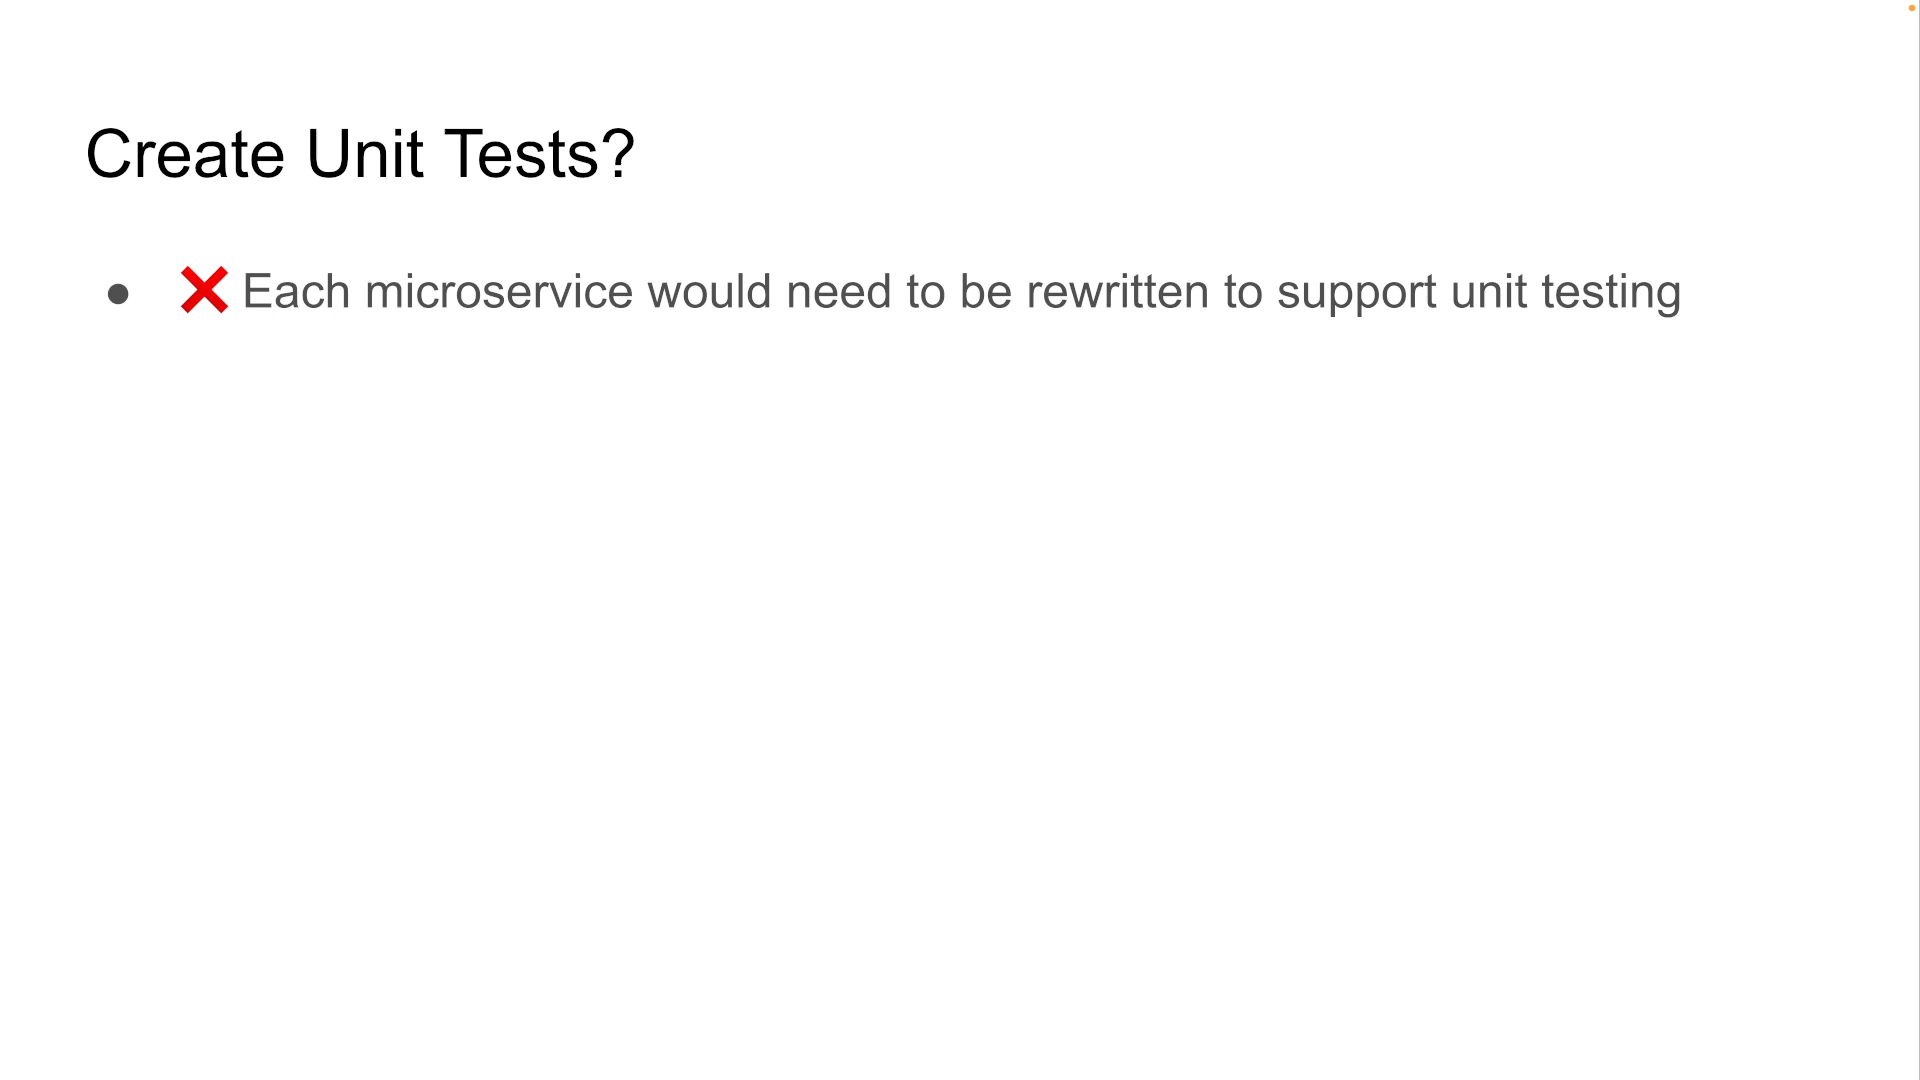 Create Unit Tests?
● ❌ Each microservice would need to be rewritten to support unit testing